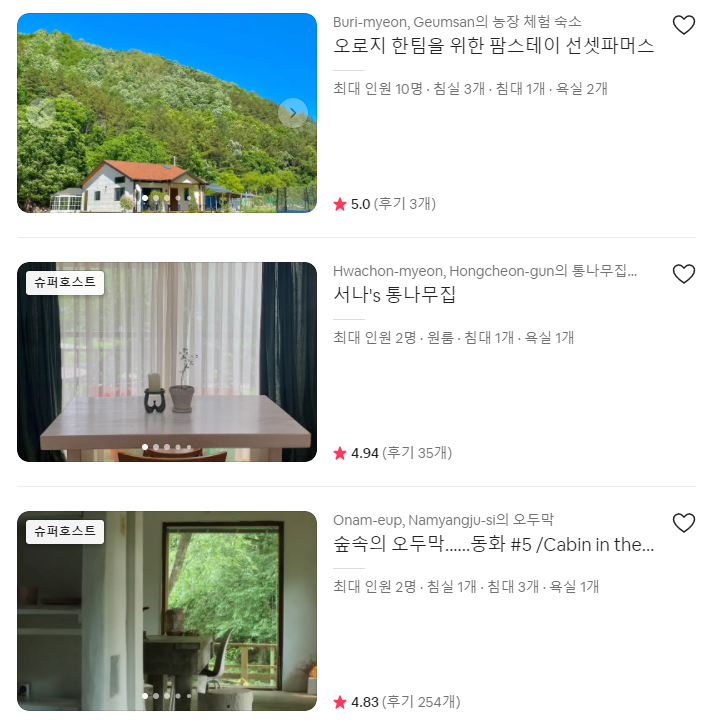 Buri-myeon, Geumsan의 농장 체험 숙소
오로지 한팀을 위한 팜스테이 선셋파머스
최대 인원 10명 · 침실 3개 · 침대 1개 · 욕실 2개
5.0 (후기 3개)
슈퍼호스트
Hwachon-myeon, Hongcheon-gun의 통나무집...
서나's 통나무집
최대 인원 2명 · 원룸 · 침대 1개 · 욕실 1개
4.94 (후기 35개)
슈퍼호스트
Onam-eup, Namyangju-si의 오두막
숲속의 오두막......동화 #5 /Cabin in the...
최대 인원 2명 · 침실 1개 · 침대 3개 · 욕실 1개
4.83 (후기 254개)